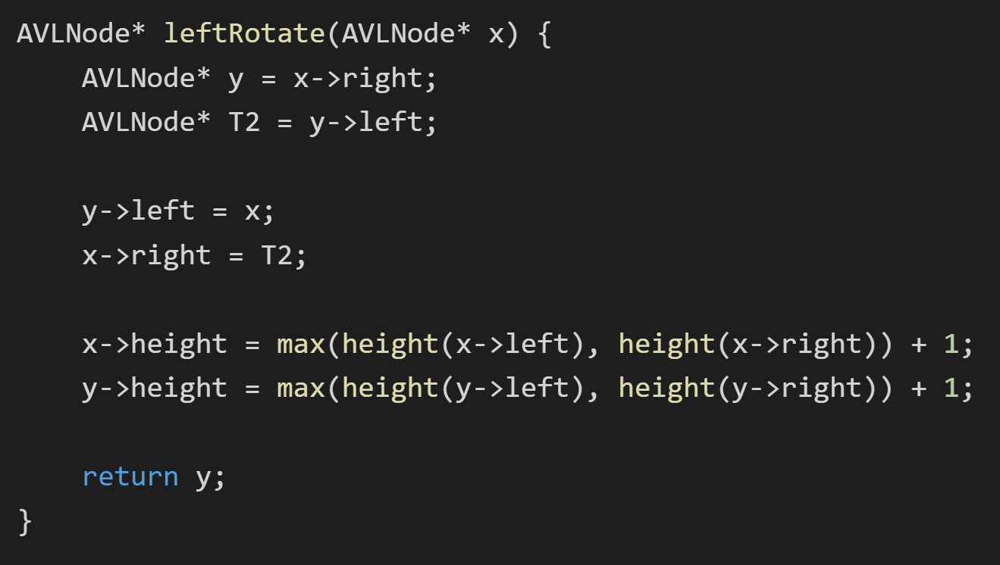 AVLNode* leftRotate(AVLNode* x) {
    AVLNode* y = x->right;
    AVLNode* T2 = y->left;

    y->left = x;
    x->right = T2;

    x->height = max(height(x->left), height(x->right)) + 1;
    y->height = max(height(y->left), height(y->right)) + 1;

    return y;
}